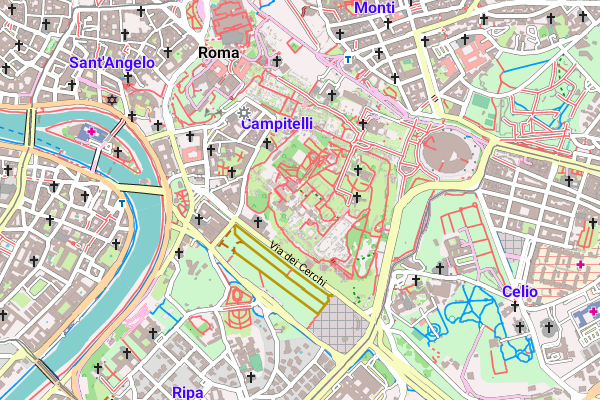 Monti
Roma
Sant'Angelo
Campitelli
Via dei Cerchi
Celio
Ripa